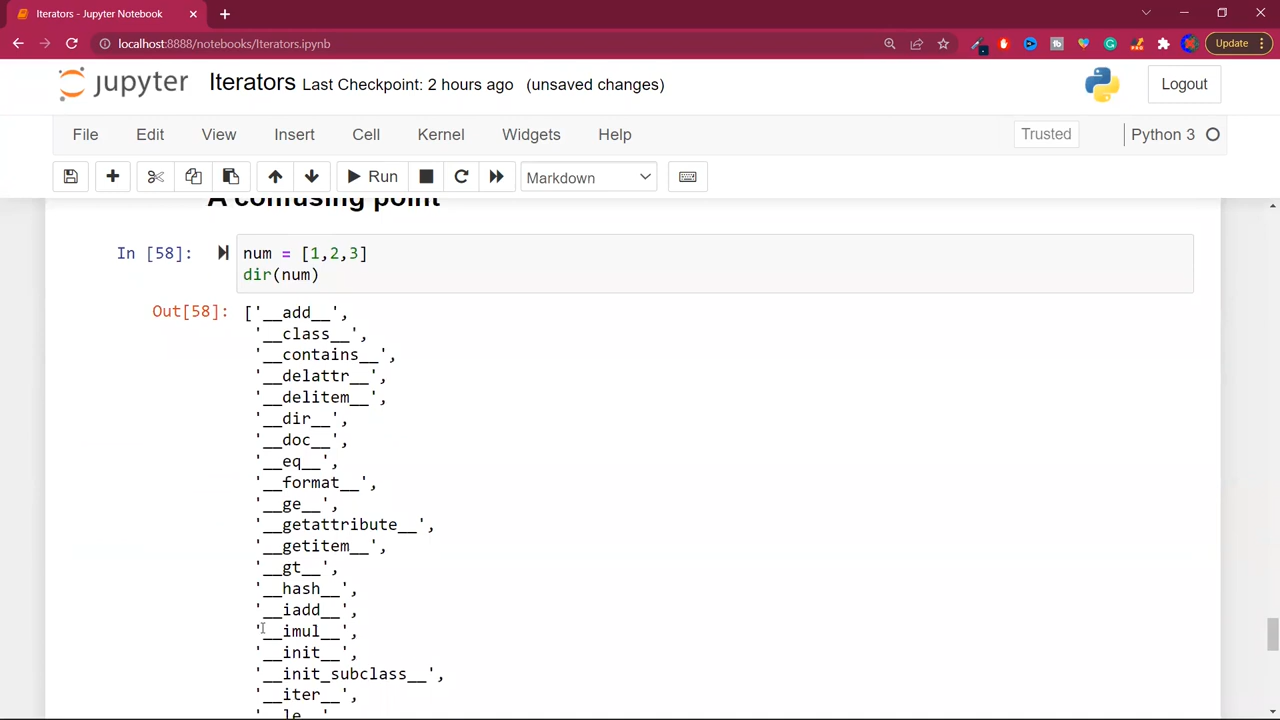 Iterators - Jupyter Notebook
localhost:8888/notebooks/Iterators.ipynb
Update
jupyter Iterators Last Checkpoint: 2 hours ago (unsaved changes)
Logout
File Edit View Insert Cell Kernel Widgets Help
Trusted
Python 3
Run
Markdown
A confusing point
In [58]:
num = [1,2,3]
dir(num)
Out[58]:
['__add__',
'__class__',
'__contains__',
'__delattr__',
'__delitem__',
'__dir__',
'__doc__',
'__eq__',
'__format__',
'__ge__',
'__getattribute__',
'__getitem__',
'__gt__',
'__hash__',
'__iadd__',
'__imul__',
'__init__',
'__init_subclass__',
'__iter__',
'__le__',